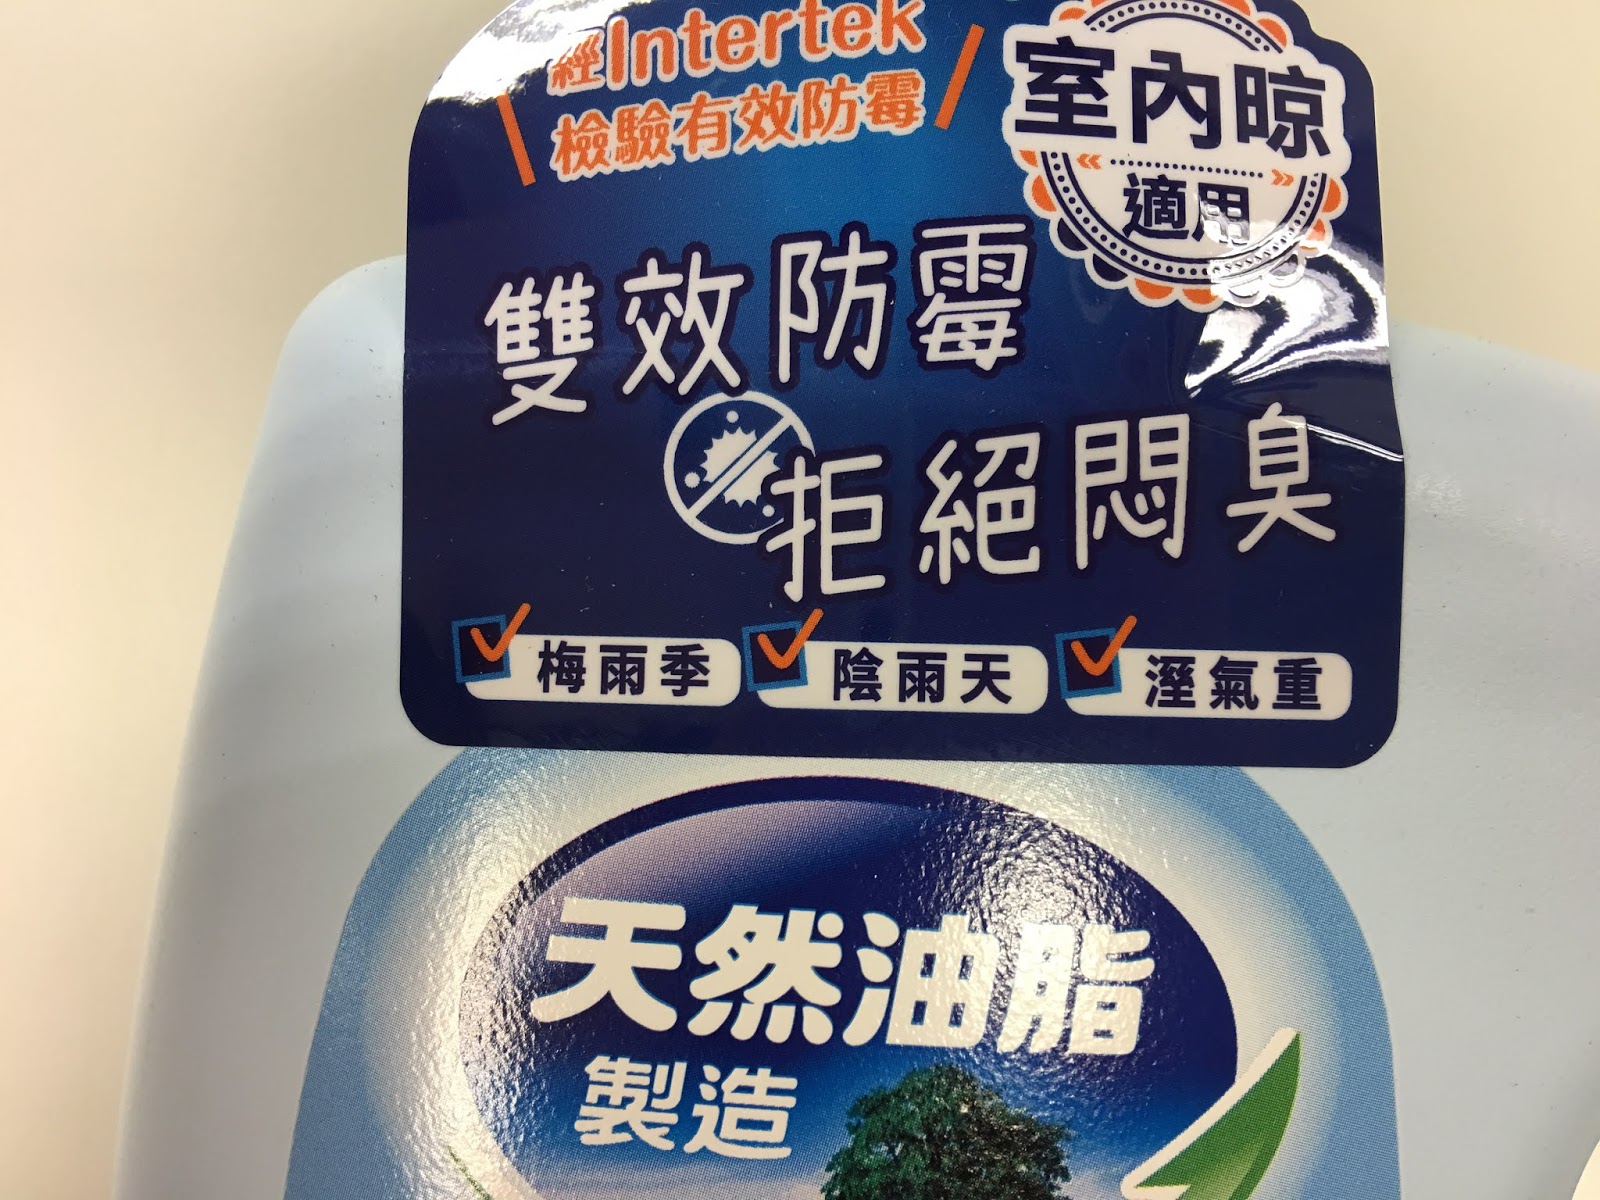 經Intertek
檢驗有效防霉
室內晾
適用
雙效防霉
拒絕悶臭
梅雨季
陰雨天
溼氣重
天然油脂
製造